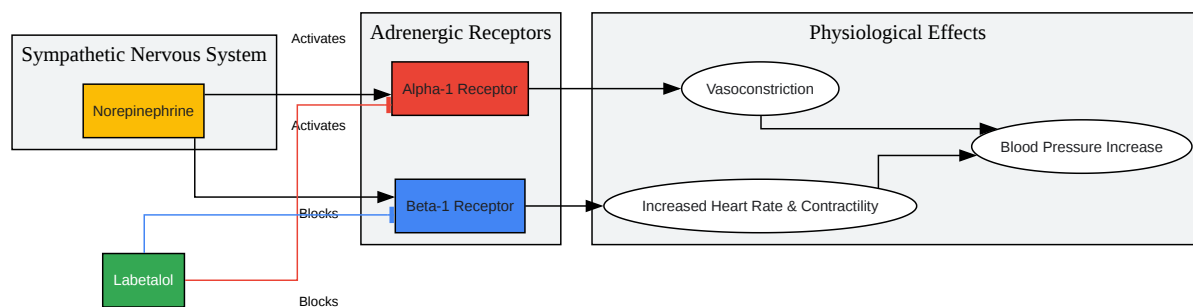 Sympathetic Nervous System
Norepinephrine
Activates
Activates
Blocks
Blocks
Labetalol
Adrenergic Receptors
Alpha-1 Receptor
Beta-1 Receptor
Physiological Effects
Vasoconstriction
Increased Heart Rate & Contractility
Blood Pressure Increase